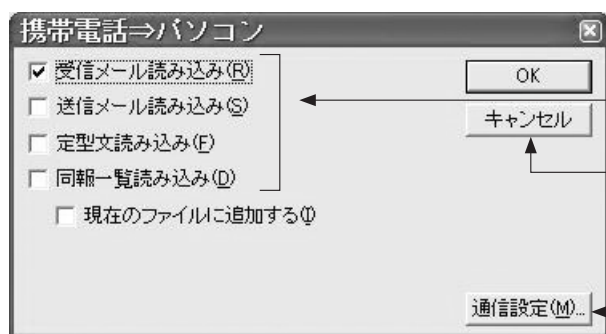 携帯電話⇒パソコン
受信メール読み込み(R)
送信メール読み込み(S)
定型文読み込み(F)
同報一覧読み込み(D)
現在のファイルに追加する(I)
OK
キャンセル
通信設定(M)...